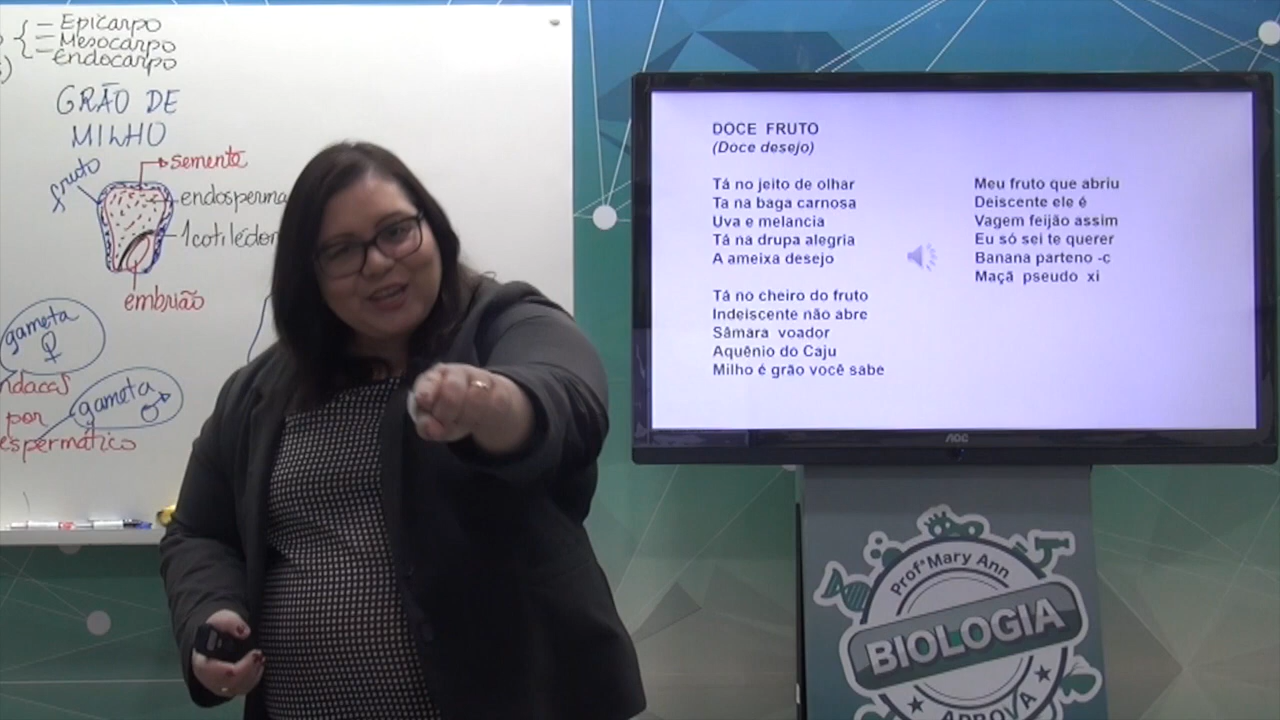 Epicarpo
Mesocarpo
Endocarpo
GRÃO DE
MILHO
fruto
semente
endosperma
1cotilédon
embrião
gameta ♀
gameta ♂
por
espermático
DOCE FRUTO
(Doce desejo)
Tá no jeito de olhar
Ta na baga carnosa
Uva e melancia
Tá na drupa alegria
A ameixa desejo
Tá no cheiro do fruto
Indeiscente não abre
Sâmara voador
Aquênio do Caju
Milho é grão você sabe
Meu fruto que abriu
Deiscente ele é
Vagem feijão assim
Eu só sei te querer
Banana parteno -c
Maçã pseudo xi
AOC
Profª Mary Ann
BIOLOGIA
APROVA